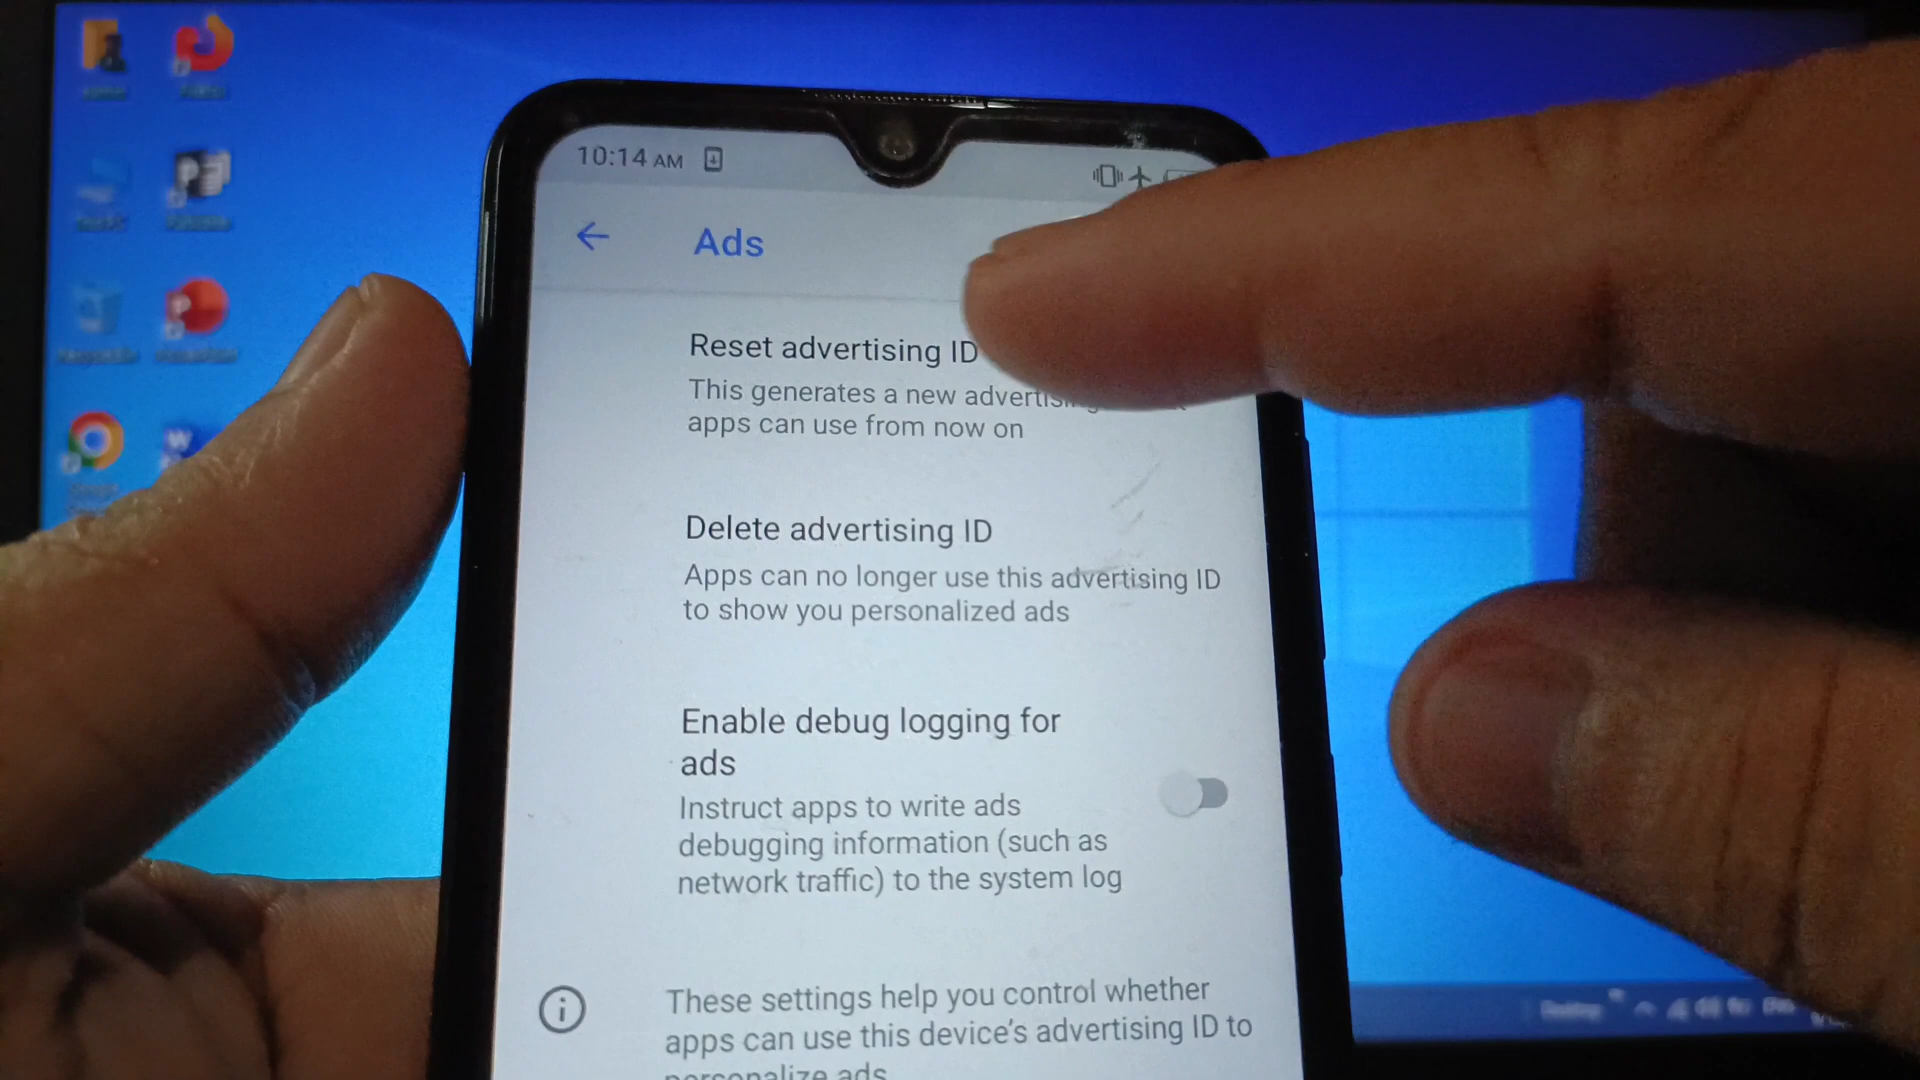 10:14 AM
Ads
Reset advertising ID
This generates a new
apps can use from now on
Delete advertising ID
Apps can no longer use this advertising ID
to show you personalized ads
Enable debug logging for
ads
Instruct apps to write ads
debugging information (such as
network traffic) to the system log
These settings help you control whether
apps can use this device's advertising ID to
personalize ads